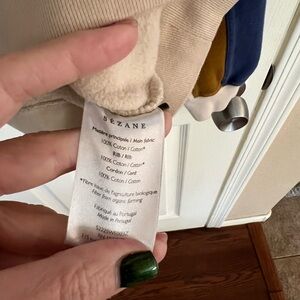 SÉZANE
Matière principale / Main fabric
100% Coton / Cotton*
Rib / Rib
100% Coton / Cotton*
Cordon / Cord
100% Coton / Cotton
*Fibre issue de l'agriculture biologique
Fiber from organic farming
Fabriqué au Portugal
Made in Portugal